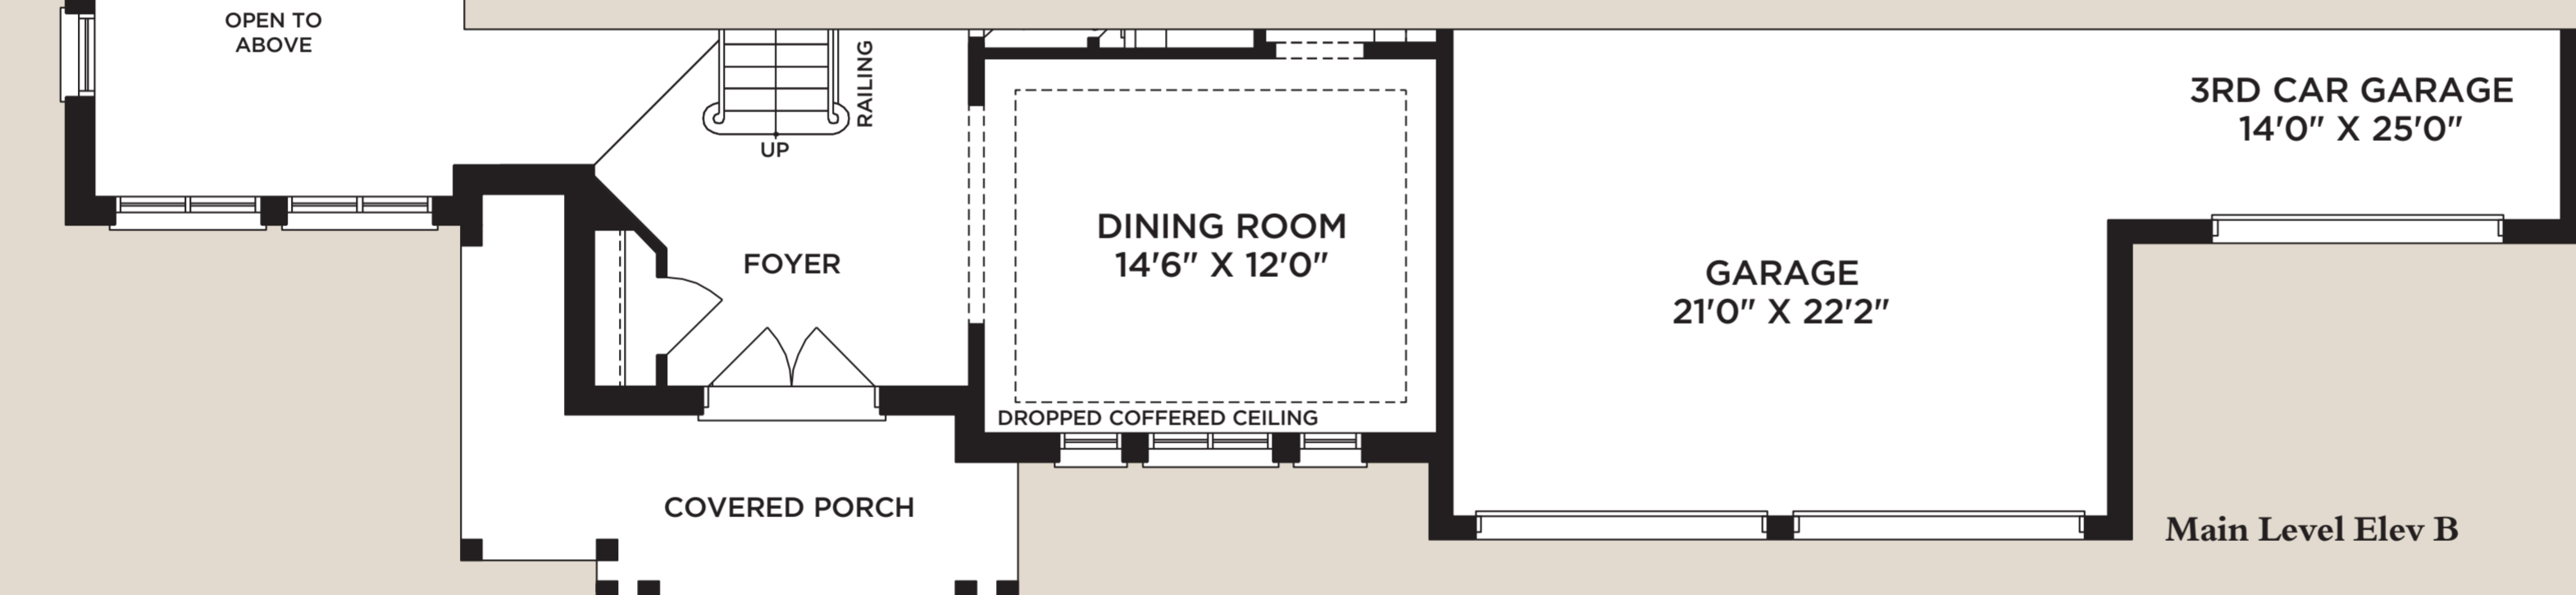 OPEN TO
ABOVE
RAILING
UP
FOYER
DINING ROOM
14'6" X 12'0"
DROPPED COFFERED CEILING
COVERED PORCH
GARAGE
21'0" X 22'2"
3RD CAR GARAGE
14'0" X 25'0"
Main Level Elev B